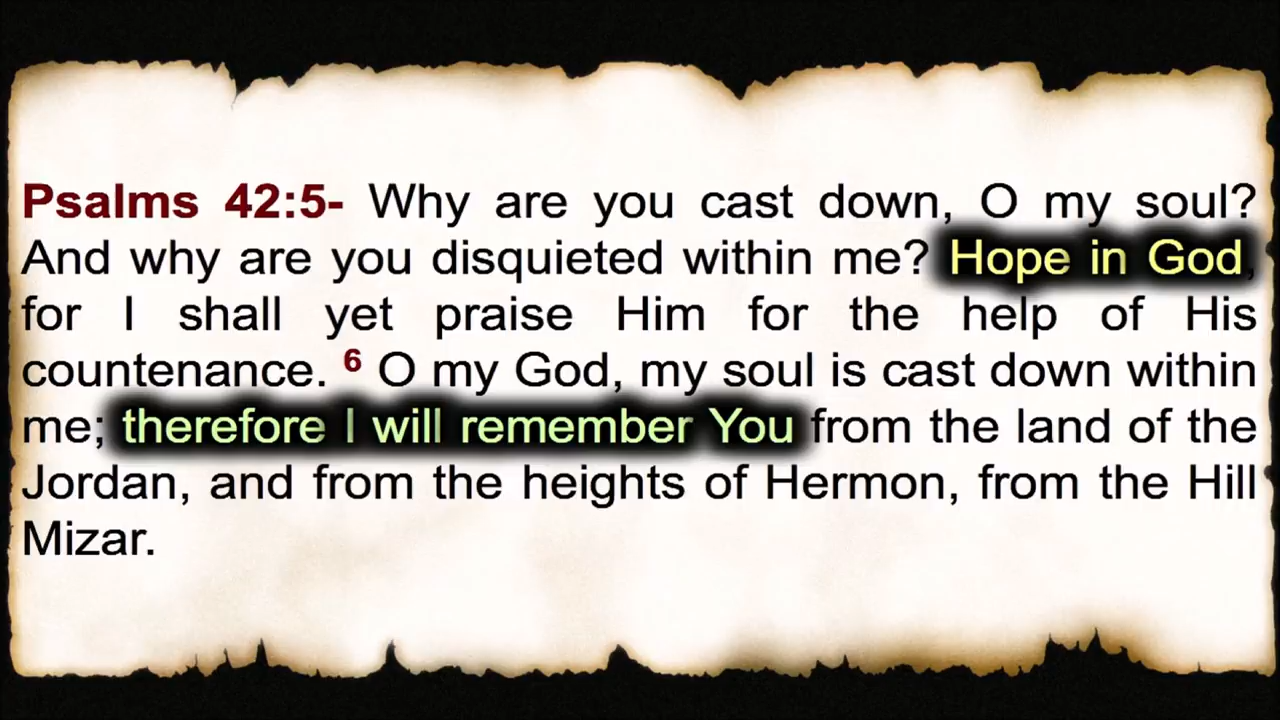 Psalms 42:5- Why are you cast down, O my soul?
And why are you disquieted within me? Hope in God,
for I shall yet praise Him for the help of His
countenance. 6 O my God, my soul is cast down within
me; therefore I will remember You from the land of the
Jordan, and from the heights of Hermon, from the Hill
Mizar.